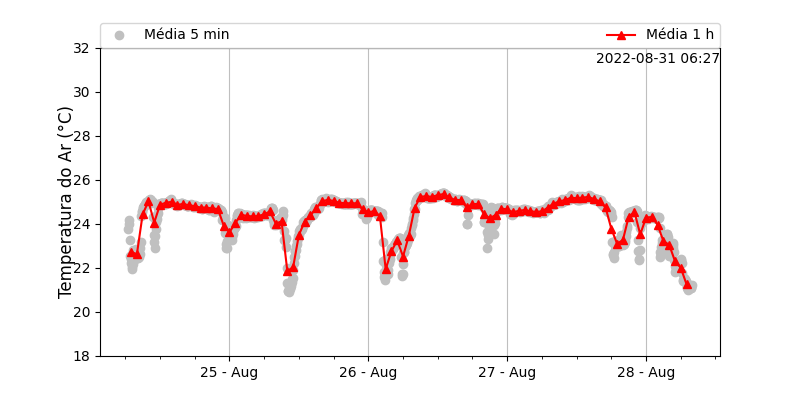 Média 5 min
Média 1 h
2022-08-31 06:27
Temperatura do Ar (°C)
32
30
28
26
24
22
20
18
25 - Aug
26 - Aug
27 - Aug
28 - Aug